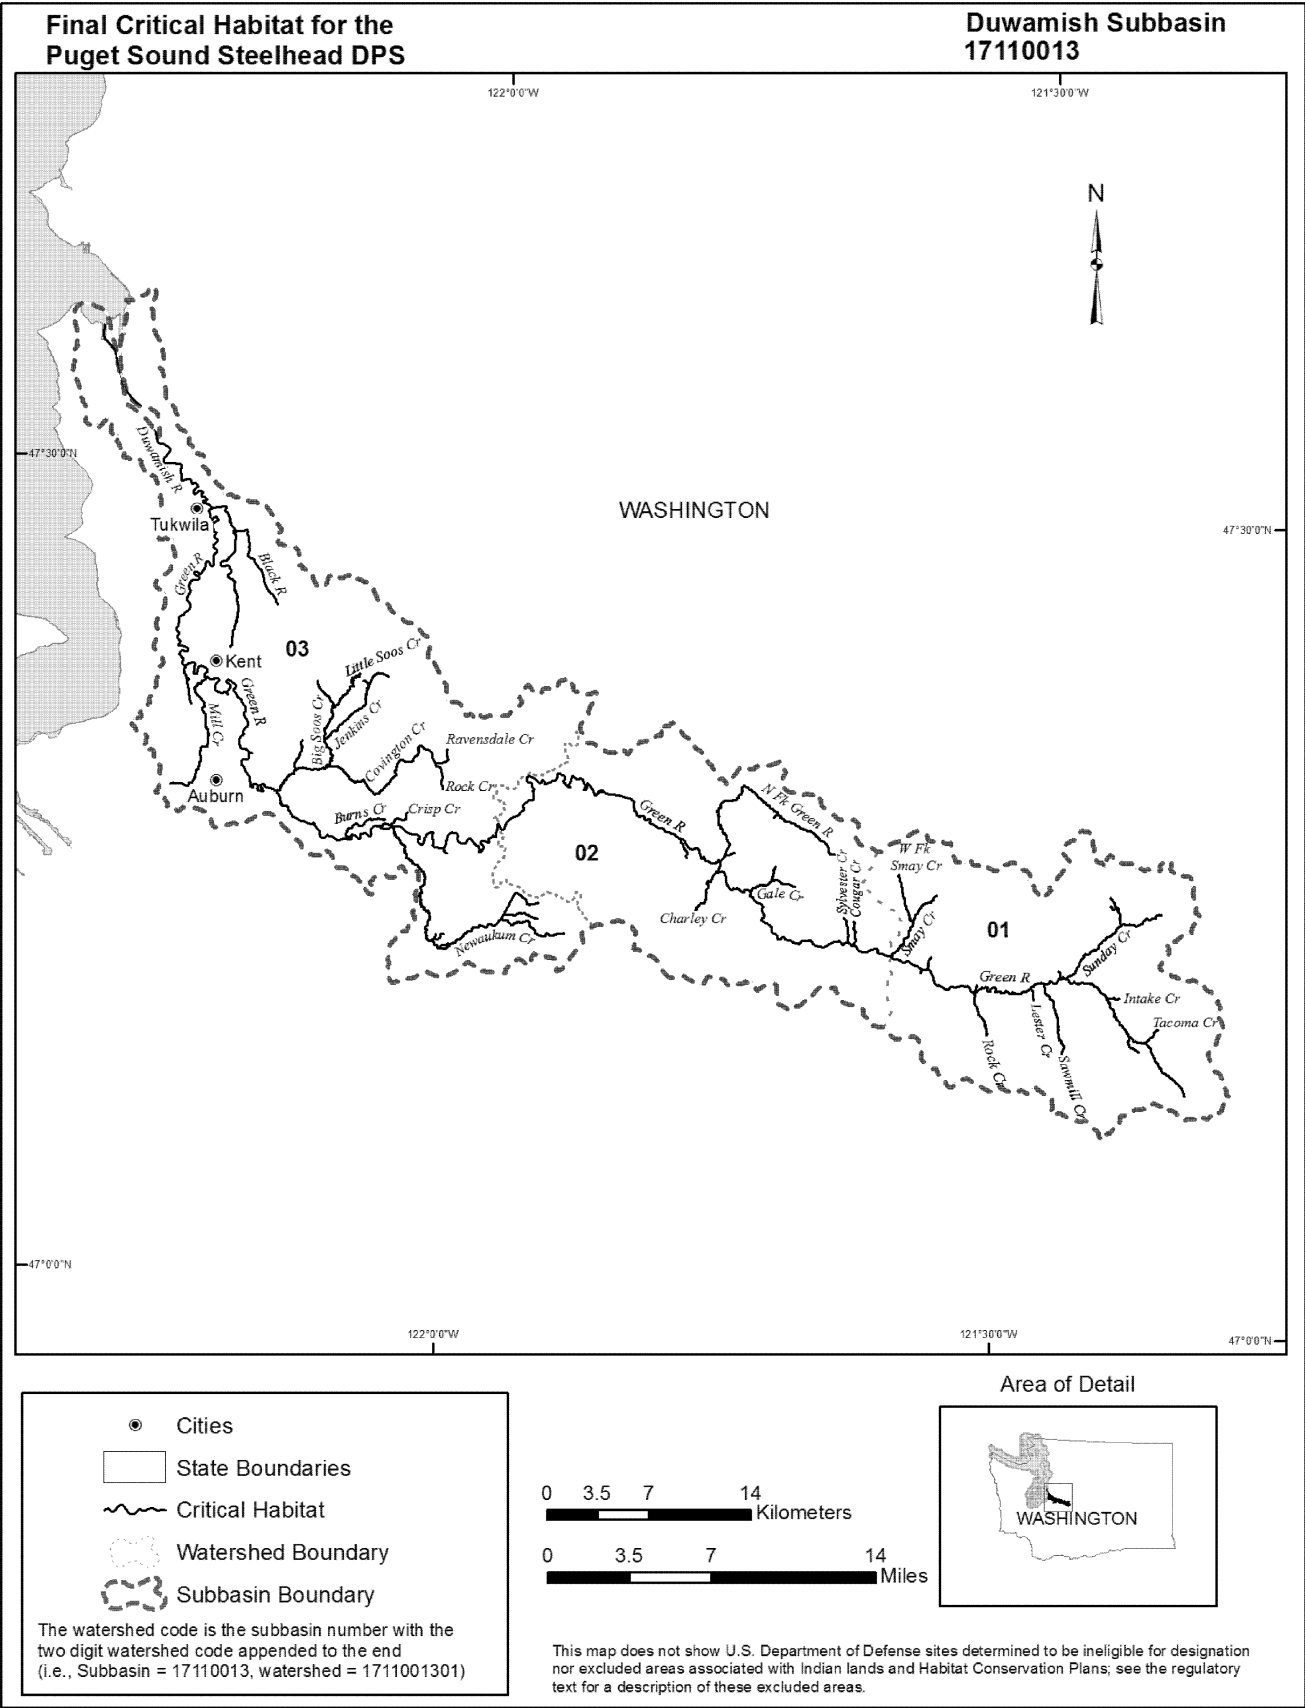 Final Critical Habitat for the
Puget Sound Steelhead DPS
Duwamish Subbasin
17110013
122°0'0"W
121°30'0"W
N
47°30'0"N
Duwamish R
WASHINGTON
Tukwila
47°30'0"N
Green R
Black R
03
Little Soos Cr
Kent
Green R
Mill Cr
Big Soos Cr
Jenkins Cr
Covington Cr
Ravensdale Cr
Rock Cr
Auburn
Burns Cr
Crisp Cr
Green R
N Fk Green R
02
W Fk
Smay Cr
Sylvester Cr
Cougar Cr
Gale Cr
Charley Cr
Smay Cr
01
Newaukum Cr
Sunday Cr
Green R
Intake Cr
Tacoma Cr
Lester Cr
Rock Cr
Sawmill Cr
47°0'0"N
122°0'0"W
121°30'0"W
47°0'0"N
Area of Detail
WASHINGTON
Cities
State Boundaries
Critical Habitat
Watershed Boundary
Subbasin Boundary
The watershed code is the subbasin number with the
two digit watershed code appended to the end
(i.e., Subbasin = 17110013, watershed = 1711001301)
0 3.5 7 14
Kilometers
0 3.5 7 14
Miles
This map does not show U.S. Department of Defense sites determined to be ineligible for designation
nor excluded areas associated with Indian lands and Habitat Conservation Plans; see the regulatory
text for a description of these excluded areas.